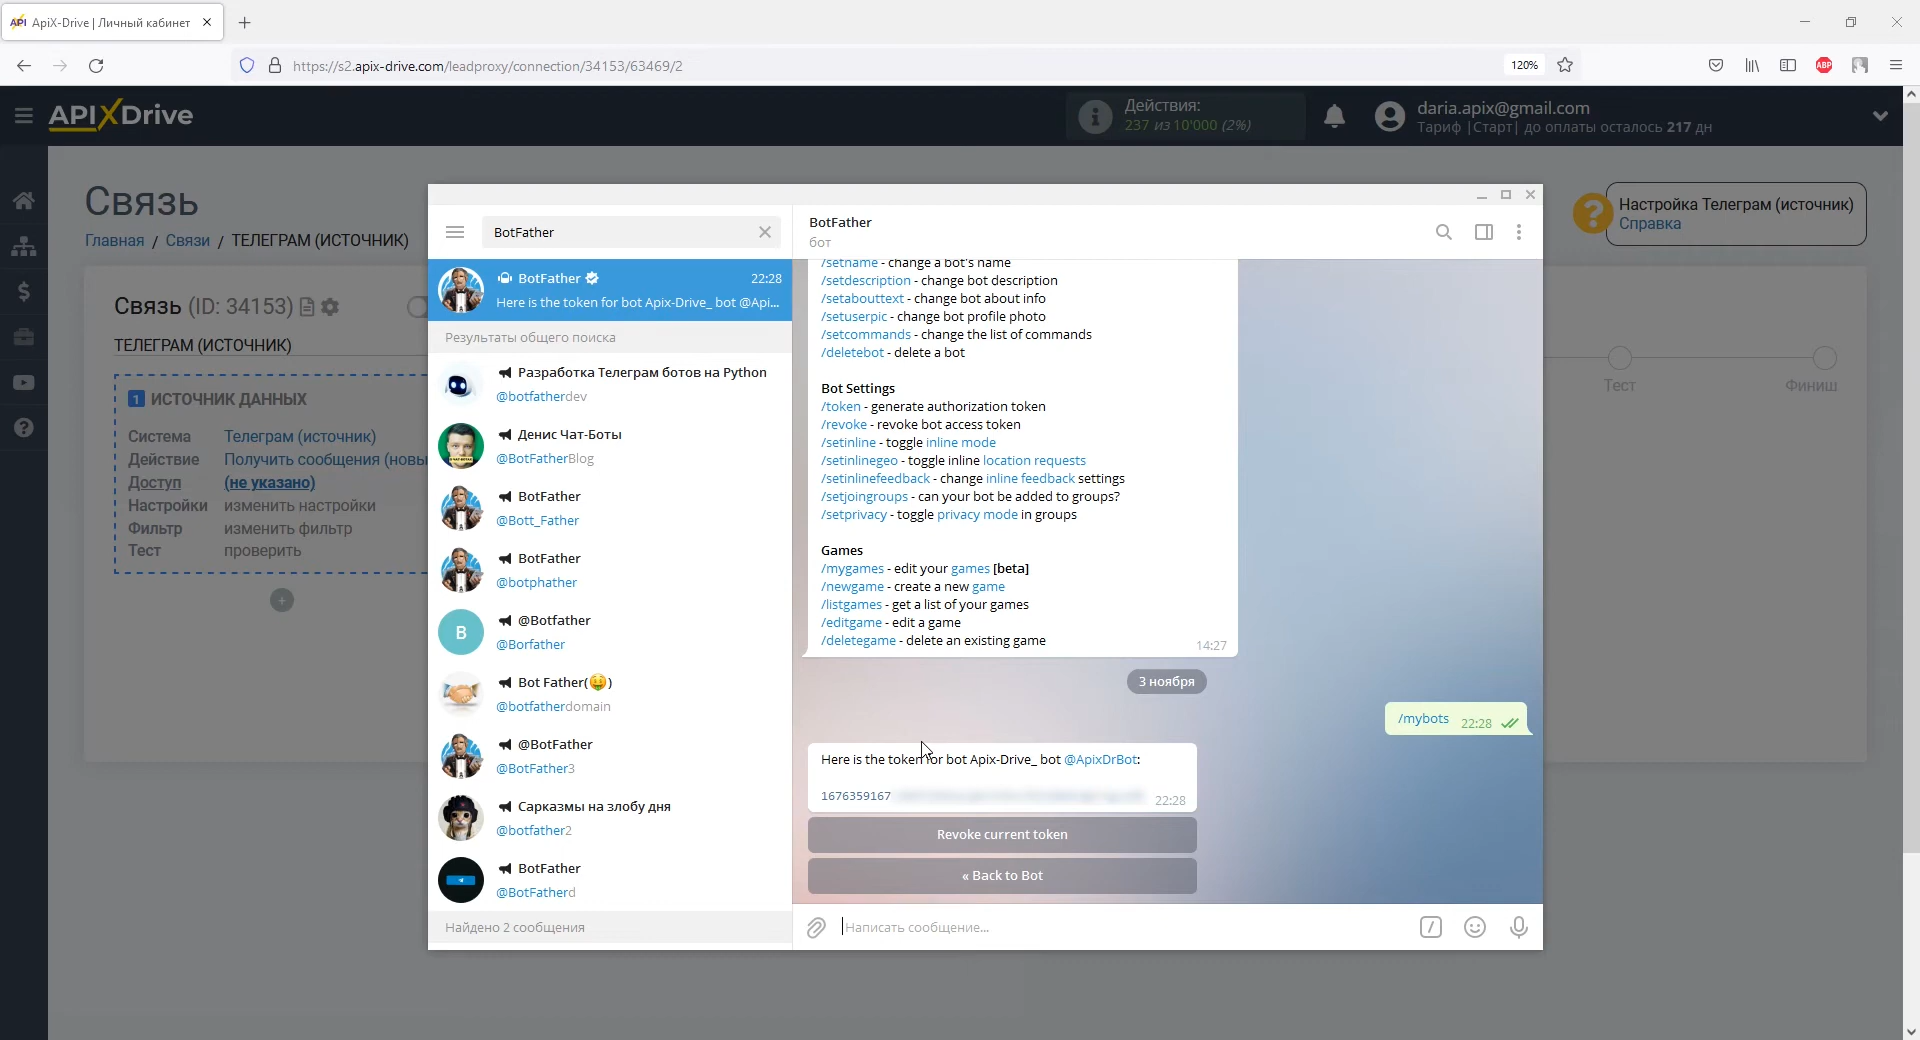 API ApiX-Drive | Личный кабинет
https://s2.apix-drive.com/leadproxy/connection/34153/63469/2
120%
ABP
APIXDrive
Действия:
237 из 10'000 (2%)
daria.apix@gmail.com
Тариф |Старт| до оплаты осталось 217 дн
Связь
Главная / Связи / ТЕЛЕГРАМ (ИСТОЧНИК)
Настройка Телеграм (источник)
Справка
Связь (ID: 34153)
ТЕЛЕГРАМ (ИСТОЧНИК)
1 ИСТОЧНИК ДАННЫХ
Система Телеграм (источник)
Действие Получить сообщения (новы
Доступ (не указано)
Настройки изменить настройки
Фильтр изменить фильтр
Тест проверить
Тест
Финиш
BotFather
BotFather 22:28
Here is the token for bot Apix-Drive_ bot @Api...
Результаты общего поиска
Разработка Телеграм ботов на Python
@botfatherdev
Денис Чат-Боты
@BotFatherBlog
BotFather
@Bott_Father
BotFather
@botphather
B
@Botfather
@Borfather
Bot Father(🤑)
@botfatherdomain
@BotFather
@BotFather3
Сарказмы на злобу дня
@botfather2
BotFather
@BotFatherd
Найдено 2 сообщения
BotFather
бот
/setname - change a bot's name
/setdescription - change bot description
/setabouttext - change bot about info
/setuserpic - change bot profile photo
/setcommands - change the list of commands
/deletebot - delete a bot
Bot Settings
/token - generate authorization token
/revoke - revoke bot access token
/setinline - toggle inline mode
/setinlinegeo - toggle inline location requests
/setinlinefeedback - change inline feedback settings
/setjoingroups - can your bot be added to groups?
/setprivacy - toggle privacy mode in groups
Games
/mygames - edit your games [beta]
/newgame - create a new game
/listgames - get a list of your games
/editgame - edit a game
/deletegame - delete an existing game
14:27
3 ноября
/mybots 22:28
Here is the token for bot Apix-Drive_ bot @ApixDrBot:
1676359167
22:28
Revoke current token
« Back to Bot
Написать сообщение...